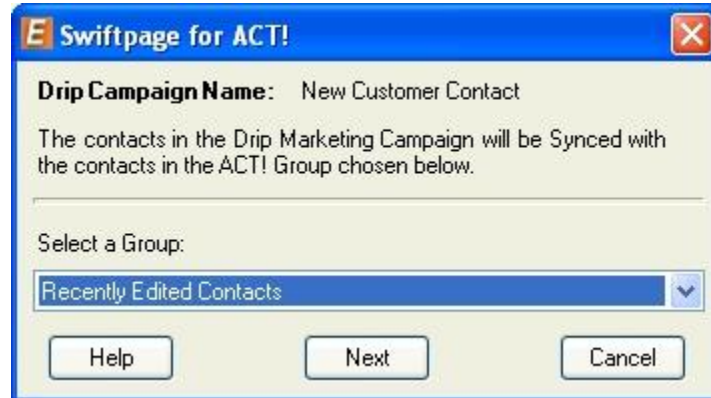 E Swiftpage for ACT!
Drip Campaign Name: New Customer Contact
The contacts in the Drip Marketing Campaign will be Synced with
the contacts in the ACT! Group chosen below.
Select a Group:
Recently Edited Contacts
Help Next Cancel